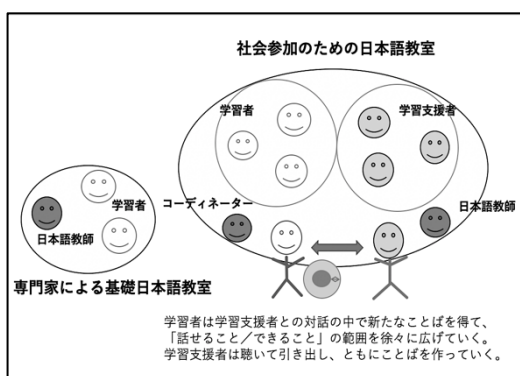 社会参加のための日本語教室
学習者
学習支援者
コーディネーター
日本語教師
学習者
日本語教師
専門家による基礎日本語教室
学習者は学習支援者との対話の中で新たなことばを得て、
「話せること／できること」の範囲を徐々に広げていく。
学習支援者は聴いて引き出し、ともにことばを作っていく。